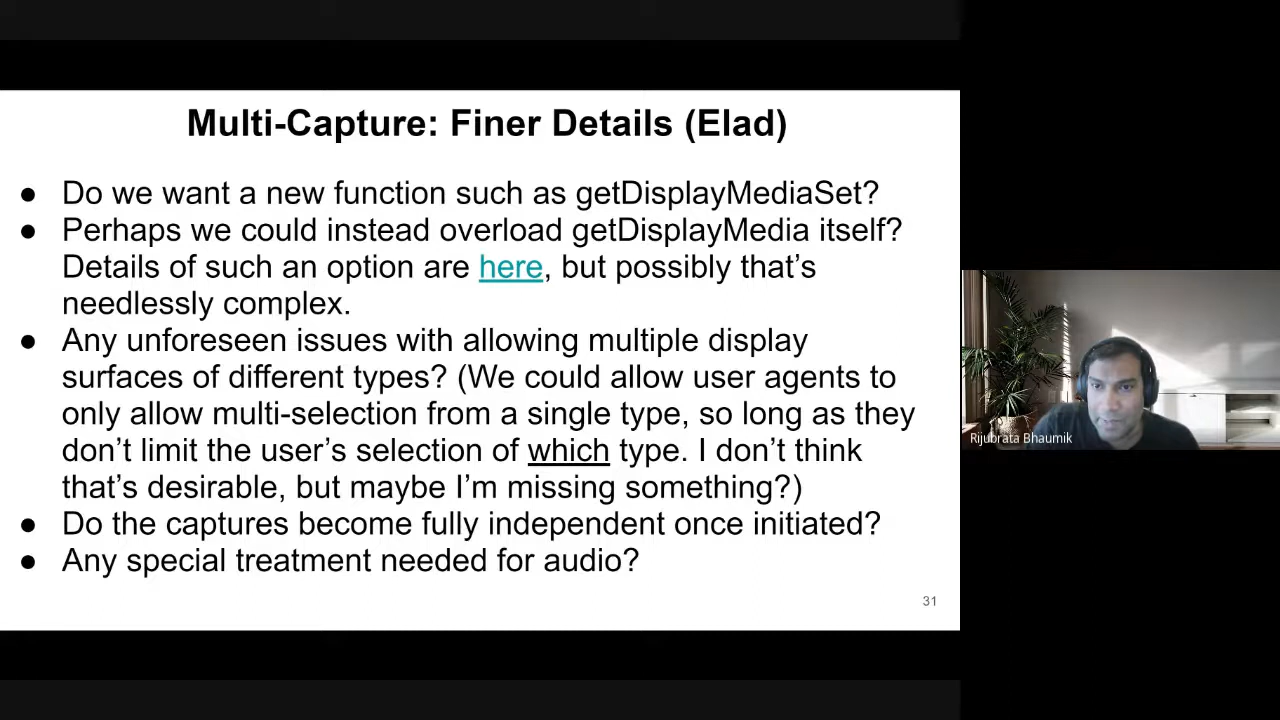 Multi-Capture: Finer Details (Elad)
● Do we want a new function such as getDisplayMediaSet?
● Perhaps we could instead overload getDisplayMedia itself?
Details of such an option are here, but possibly that’s
needlessly complex.
● Any unforeseen issues with allowing multiple display
surfaces of different types? (We could allow user agents to
only allow multi-selection from a single type, so long as they
don’t limit the user’s selection of which type. I don’t think
that’s desirable, but maybe I’m missing something?)
● Do the captures become fully independent once initiated?
● Any special treatment needed for audio?
31
Rijubrata Bhaumik